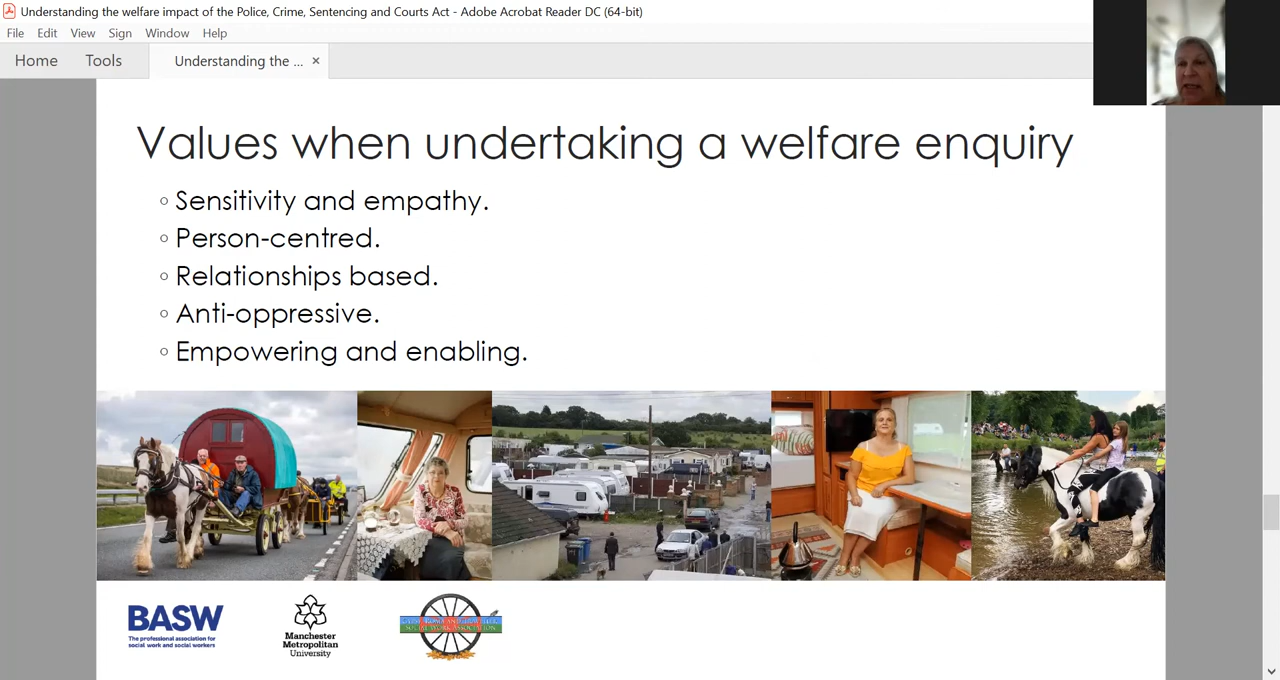 Understanding the welfare impact of the Police, Crime, Sentencing and Courts Act - Adobe Acrobat Reader DC (64-bit)
File Edit View Sign Window Help
Home Tools Understanding the ... ×
Values when undertaking a welfare enquiry
Sensitivity and empathy.
Person-centred.
Relationships based.
Anti-oppressive.
Empowering and enabling.
BASW
The professional association for
social work and social workers
Manchester
Metropolitan
University
SOCIAL WORK ASSOCIATION